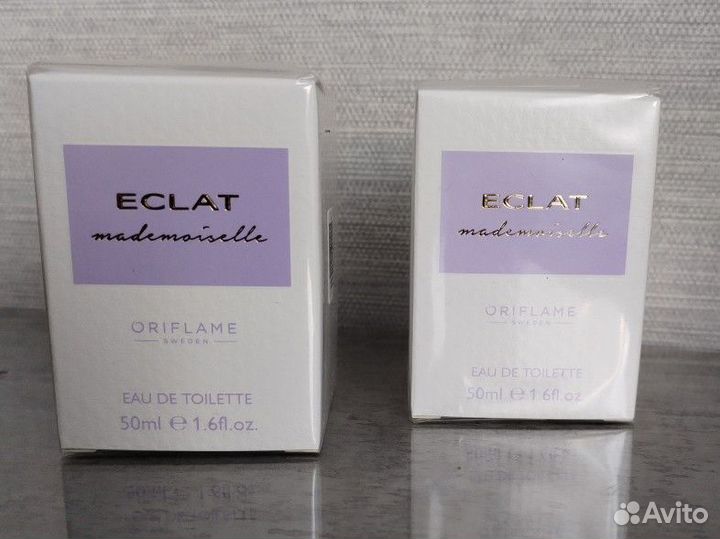 ECLAT
mademoiselle
ORIFLAME
SWEDEN
EAU DE TOILETTE
50ml e 1.6fl.oz.
ECLAT
mademoiselle
ORIFLAME
SWEDEN
EAU DE TOILETTE
50ml e 1.6fl.oz.
Avito